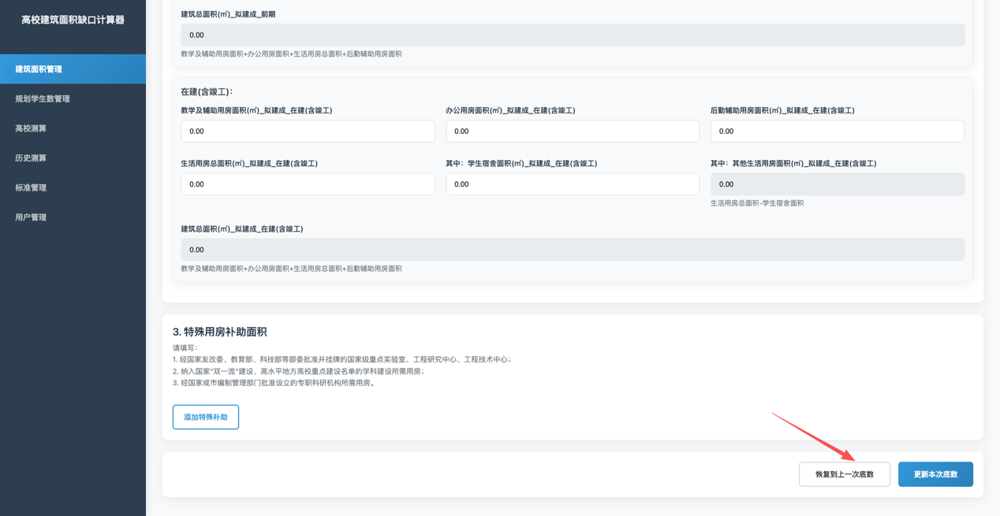 高校建筑面积缺口计算器
建筑面积管理
规划学生数管理
高校测算
历史测算
标准管理
用户管理
建筑总面积(㎡)_拟建成_前期
0.00
教学及辅助用房面积+办公用房面积+生活用房总面积+后勤辅助用房面积
在建(含竣工)：
教学及辅助用房面积(㎡)_拟建成_在建(含竣工)
办公用房面积(㎡)_拟建成_在建(含竣工)
后勤辅助用房面积(㎡)_拟建成_在建(含竣工)
0.00
0.00
0.00
生活用房总面积(㎡)_拟建成_在建(含竣工)
其中：学生宿舍面积(㎡)_拟建成_在建(含竣工)
其中：其他生活用房面积(㎡)_拟建成_在建(含竣工)
0.00
0.00
0.00
生活用房总面积-学生宿舍面积
建筑总面积(㎡)_拟建成_在建(含竣工)
0.00
教学及辅助用房面积+办公用房面积+生活用房总面积+后勤辅助用房面积
3. 特殊用房补助面积
请填写：
1. 经国家发改委、教育部、科技部等部委批准并挂牌的国家级重点实验室、工程研究中心、工程技术中心；
2. 纳入国家"双一流"建设、高水平地方高校重点建设名单的学科建设所需用房；
3. 经国家或市编制管理部门批准设立的专职科研机构所需用房。
添加特殊补助
恢复到上一次底数
更新本次底数